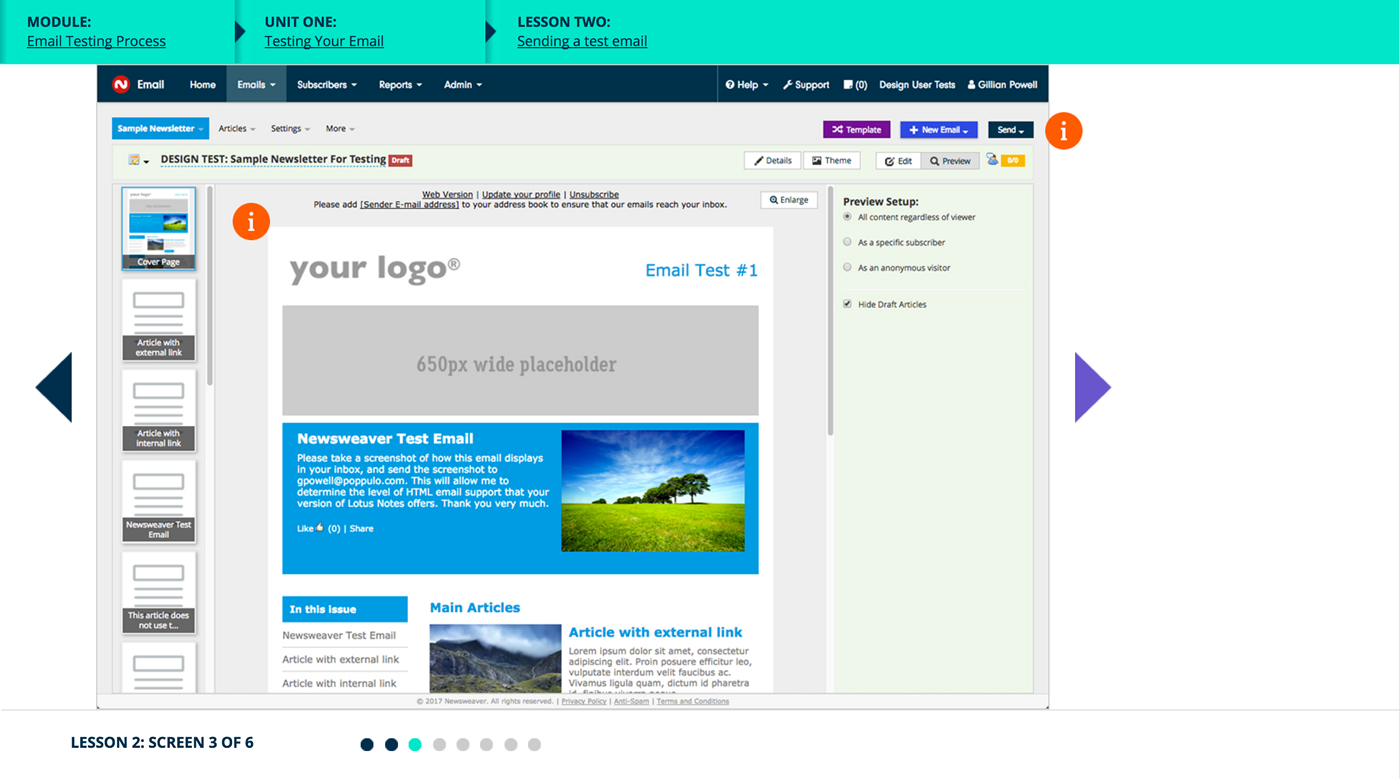 MODULE:
Email Testing Process
UNIT ONE:
Testing Your Email
LESSON TWO:
Sending a test email
Email
Home
Emails
Subscribers
Reports
Admin
Help
Support
(0)
Design User Tests
Gillian Powell
Sample Newsletter
Articles
Settings
More
Template
New Email
Send
i
DESIGN TEST: Sample Newsletter For Testing
Draft
Details
Theme
Edit
Preview
0/0
Cover Page
Article with
external link
Article with
internal link
Newsweaver Test
Email
This article does
not use t...
i
Web Version | Update your profile | Unsubscribe
Please add [Sender E-mail address] to your address book to ensure that our emails reach your inbox.
Enlarge
your logo®
Email Test #1
650px wide placeholder
Newsweaver Test Email
Please take a screenshot of how this email displays
in your inbox, and send the screenshot to
gpowell@poppulo.com. This will allow me to
determine the level of HTML email support that your
version of Lotus Notes offers. Thank you very much.
Like (0) | Share
In this issue
Newsweaver Test Email
Article with external link
Article with internal link
Main Articles
Article with external link
Lorem ipsum dolor sit amet, consectetur
adipiscing elit. Proin posuere efficitur leo,
vulputate interdum velit faucibus ac.
Vivamus ligula quam, dictum id pharetra
Preview Setup:
All content regardless of viewer
As a specific subscriber
As an anonymous visitor
Hide Draft Articles
© 2017 Newsweaver. All rights reserved. | Privacy Policy | Anti-Spam | Terms and Conditions
LESSON 2: SCREEN 3 OF 6